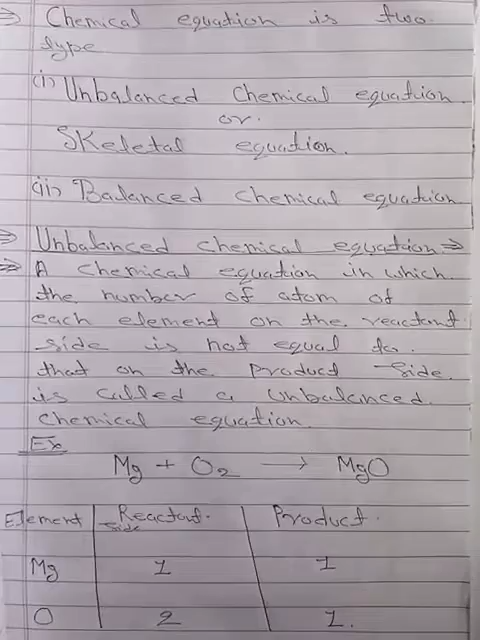 ⇒ Chemical equation is two
type
(i) Unbalanced Chemical equation
or.
Skeletal equation.
(ii) Balanced chemical equation
⇒ Unbalanced chemical equation ⇒
⇒ A chemical equation in which
the number of atom of
each element on the reactant
side is not equal to
that on the product side.
is called a unbalanced
chemical equation.
Ex
Mg + O₂ → MgO
Element Reactant side Product.
Mg 1 1
O 2 1.